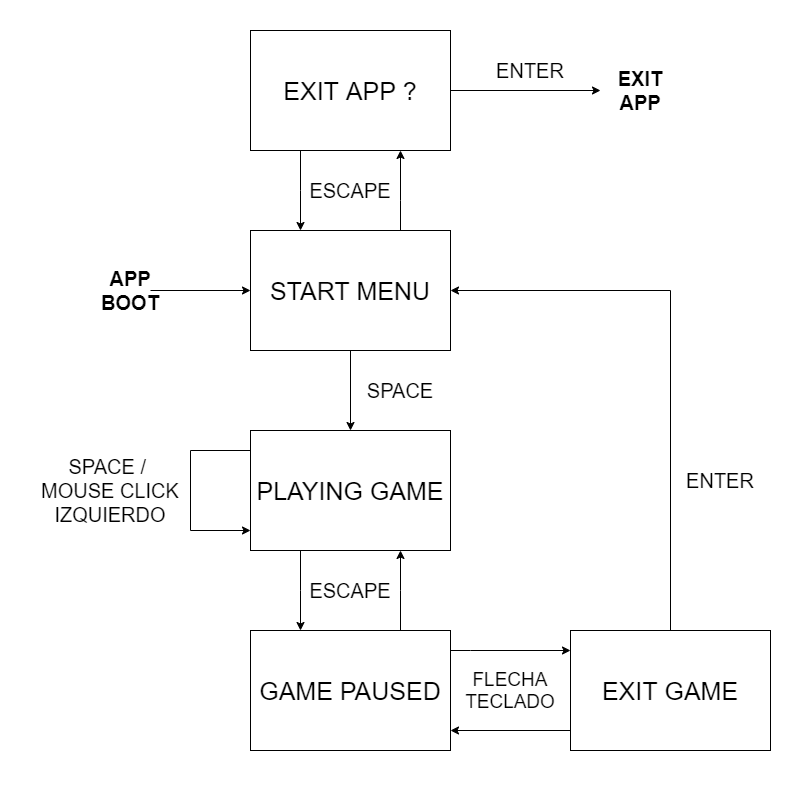 EXIT APP ?
ENTER
EXIT
APP
ESCAPE
APP
BOOT
START MENU
SPACE
SPACE /
MOUSE CLICK
IZQUIERDO
PLAYING GAME
ENTER
ESCAPE
GAME PAUSED
FLECHA
TECLADO
EXIT GAME